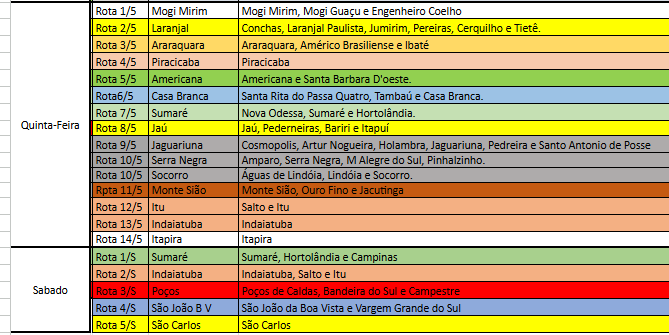 Rota 1/5 Mogi Mirim Mogi Mirim, Mogi Guaçu e Engenheiro Coelho
Rota 2/5 Laranjal Conchas, Laranjal Paulista, Jumirim, Pereiras, Cerquilho e Tietê.
Rota 3/5 Araraquara Araraquara, Américo Brasiliense e Ibaté
Rota 4/5 Piracicaba Piracicaba
Rota 5/5 Americana Americana e Santa Barbara D'oeste.
Rota6/5 Casa Branca Santa Rita do Passa Quatro, Tambaú e Casa Branca.
Rota 7/5 Sumaré Nova Odessa, Sumaré e Hortolândia.
Quinta-Feira Rota 8/5 Jaú Jaú, Pederneiras, Bariri e Itapuí
Rota 9/5 Jaguariuna Cosmopolis, Artur Nogueira, Holambra, Jaguariuna, Pedreira e Santo Antonio de Posse
Rota 10/5 Serra Negra Amparo, Serra Negra, M Alegre do Sul, Pinhalzinho.
Rota 10/5 Socorro Águas de Lindóia, Lindoia e Socorro.
Rpta 11/5 Monte Sião Monte Sião, Ouro Fino e Jacutinga
Rota 12/5 Itu Salto e Itu
Rota 13/5 Indaiatuba Indaiatuba
Rota 14/5 Itapira Itapira
Rota 1/S Sumaré Sumaré, Hortolândia e Campinas
Rota 2/S Indaiatuba Indaiatuba, Salto e Itu
Sabado Rota 3/S Poços Poços de Caldas, Bandeira do Sul e Campestre
Rota 4/S São João B V São João da Boa Vista e Vargem Grande do Sul
Rota 5/S São Carlos São Carlos